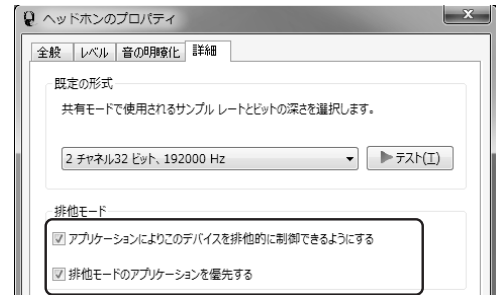 ヘッドホンのプロパティ
全般 レベル 音の明瞭化 詳細
既定の形式
共有モードで使用されるサンプル レートとビットの深さを選択します。
2 チャネル32 ビット、192000 Hz テスト(T)
排他モード
アプリケーションによりこのデバイスを排他的に制御できるようにする
排他モードのアプリケーションを優先する